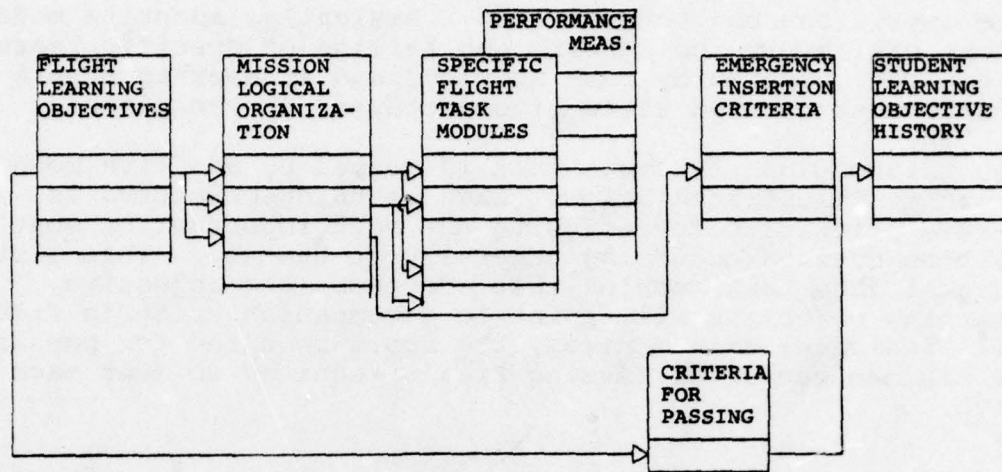 PERFORMANCE
MEAS.
FLIGHT
LEARNING
OBJECTIVES
MISSION
LOGICAL
ORGANIZA-
TION
SPECIFIC
FLIGHT
TASK
MODULES
EMERGENCY
INSERTION
CRITERIA
STUDENT
LEARNING
OBJECTIVE
HISTORY
CRITERIA
FOR
PASSING